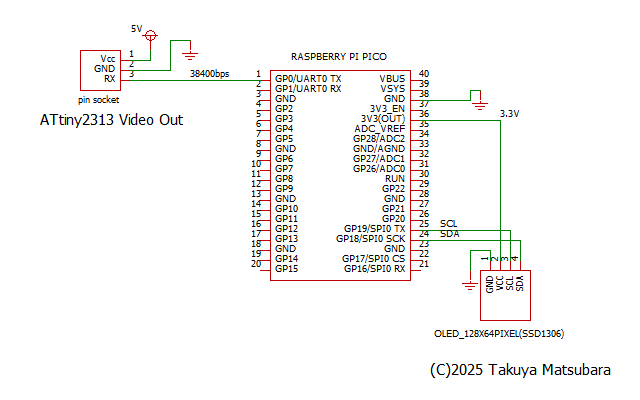 5V
RASPBERRY PI PICO
Vcc 1
GND 2
RX 3
38400bps
pin socket
ATtiny2313 Video Out
1 GP0/UART0 TX VBUS 40
2 GP1/UART0 RX VSYS 39
3 GND GND 38
4 GP2 3V3_EN 37
5 GP3 3V3(OUT) 36
6 GP4 ADC_VREF 35
7 GP5 GP28/ADC2 34
8 GND GND/AGND 33
9 GP6 GP27/ADC1 32
10 GP7 GP26/ADC0 31
11 GP8 RUN 30
12 GP9 GP22 29
13 GND GND 28
14 GP10 GP21 27
15 GP11 GP20 26
16 GP12 GP19/SPI0 TX 25
17 GP13 GP18/SPI0 SCK 24
18 GND GND 23
19 GP14 GP17/SPI0 CS 22
20 GP15 GP16/SPI0 RX 21
3.3V
SCL
SDA
1 2 3 4
GND VCC SCL SDA
OLED_128X64PIXEL(SSD1306)
(C)2025 Takuya Matsubara